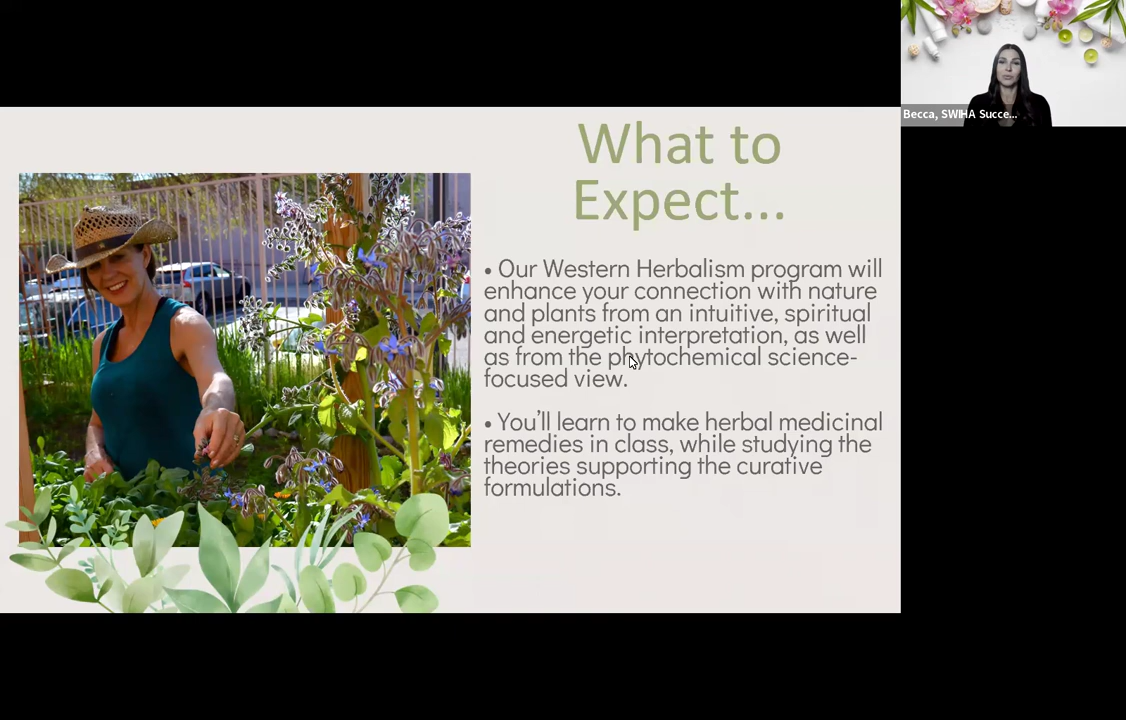 Becca, SWIHA Succe...
What to
Expect...
• Our Western Herbalism program will
enhance your connection with nature
and plants from an intuitive, spiritual
and energetic interpretation, as well
as from the phytochemical science-
focused view.
• You'll learn to make herbal medicinal
remedies in class, while studying the
theories supporting the curative
formulations.